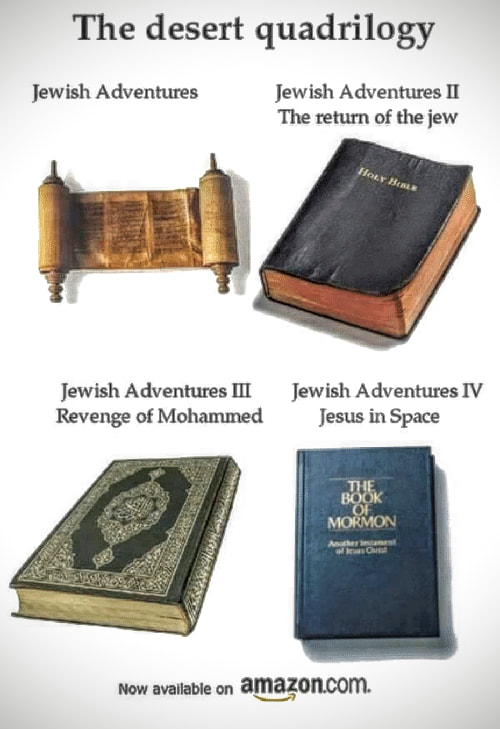 The desert quadrilogy
Jewish Adventures
Jewish Adventures II
The return of the jew
HOLY BIBLE
Jewish Adventures III
Revenge of Mohammed
Jewish Adventures IV
Jesus in Space
THE
BOOK
OF
MORMON
Another testament
of Jesus Christ
Now available on amazon.com.